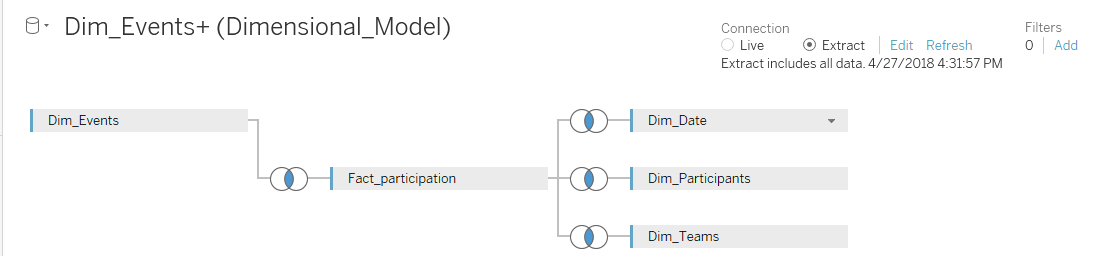 Dim_Events+ (Dimensional_Model)
Connection
Live Extract Edit Refresh
Extract includes all data. 4/27/2018 4:31:57 PM
Filters
0 Add
Dim_Events
Fact_participation
Dim_Date
Dim_Participants
Dim_Teams